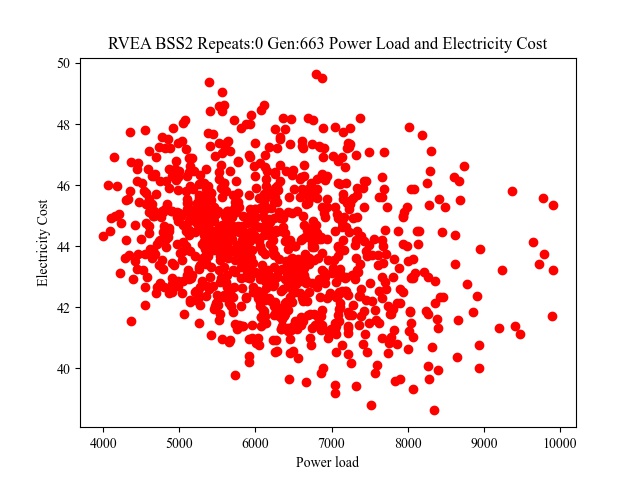 RVEA BSS2 Repeats:0 Gen:663 Power Load and Electricity Cost
50
48
46
44
42
40
Electricity Cost
4000 5000 6000 7000 8000 9000 10000
Power load